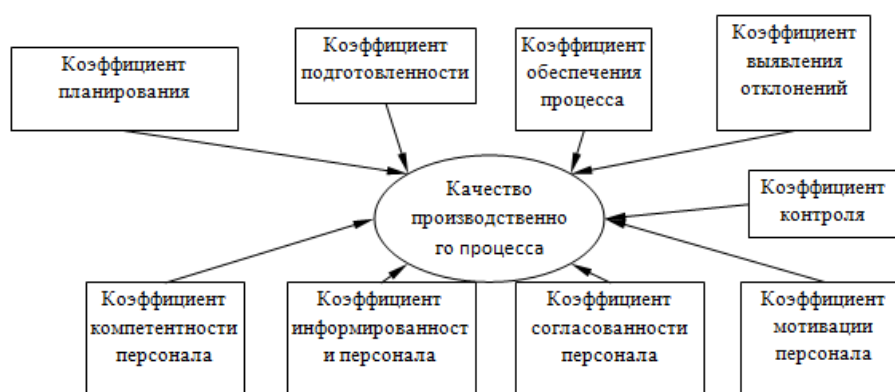 Коэффициент
планирования
Коэффициент
подготовленности
Коэффициент
обеспечения
процесса
Коэффициент
выявления
отклонений
Качество
производственно
го процесса
Коэффициент
контроля
Коэффициент
компетентности
персонала
Коэффициент
информированност
и персонала
Коэффициент
согласованности
персонала
Коэффициент
мотивации
персонала